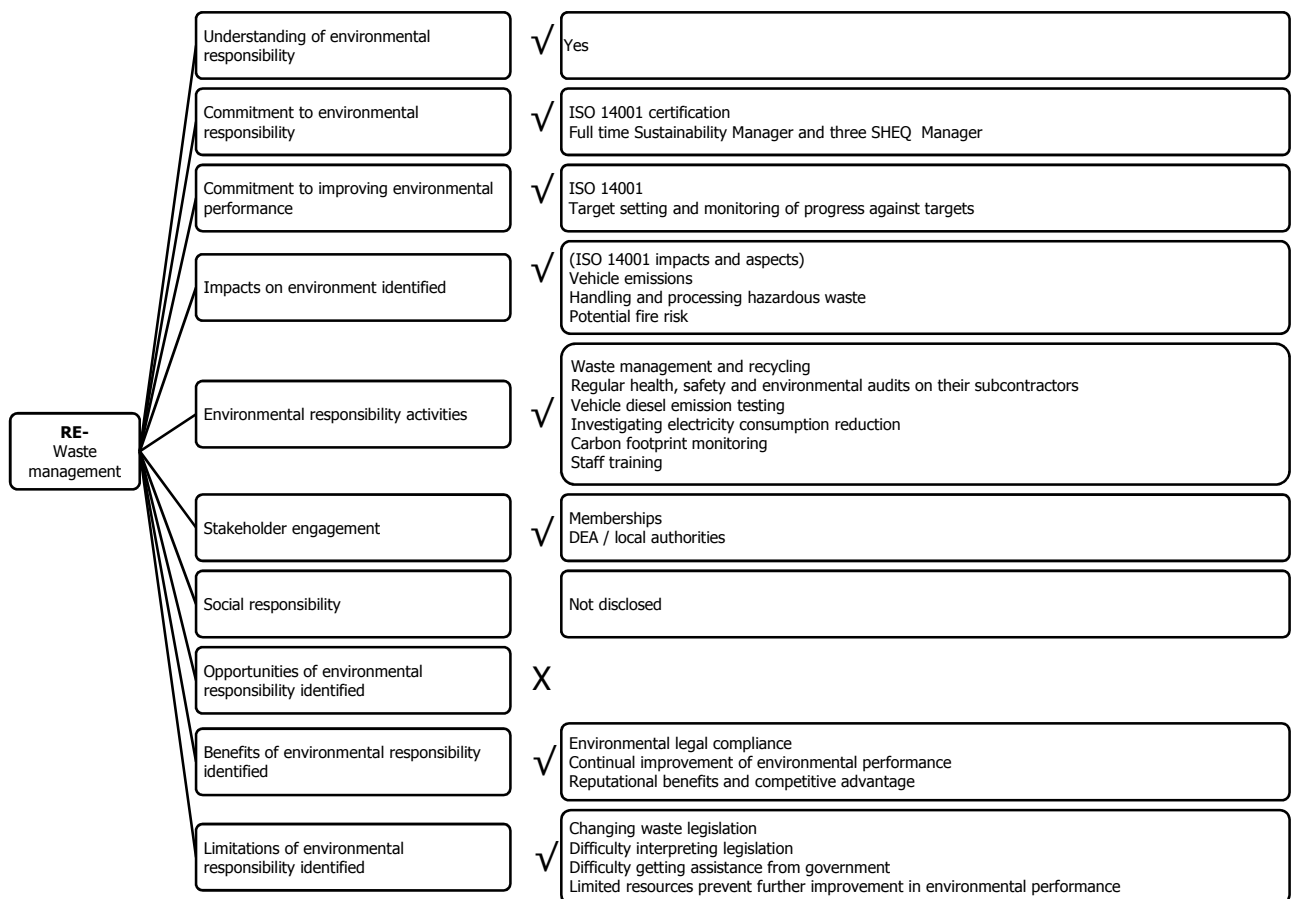 Understanding of environmental
responsibility
√
Yes
Commitment to environmental
responsibility
√
ISO 14001 certification
Full time Sustainability Manager and three SHEQ  Manager
Commitment to improving environmental
performance
√
ISO 14001
Target setting and monitoring of progress against targets
Impacts on environment identified
√
(ISO 14001 impacts and aspects)
Vehicle emissions
Handling and processing hazardous waste
Potential fire risk
RE-
Waste
management
Environmental responsibility activities
√
Waste management and recycling
Regular health, safety and environmental audits on their subcontractors
Vehicle diesel emission testing
Investigating electricity consumption reduction
Carbon footprint monitoring
Staff training
Stakeholder engagement
√
Memberships
DEA / local authorities
Social responsibility
Not disclosed
Opportunities of environmental
responsibility identified
X
Benefits of environmental responsibility
identified
√
Environmental legal compliance
Continual improvement of environmental performance
Reputational benefits and competitive advantage
Limitations of environmental
responsibility identified
√
Changing waste legislation
Difficulty interpreting legislation
Difficulty getting assistance from government
Limited resources prevent further improvement in environmental performance